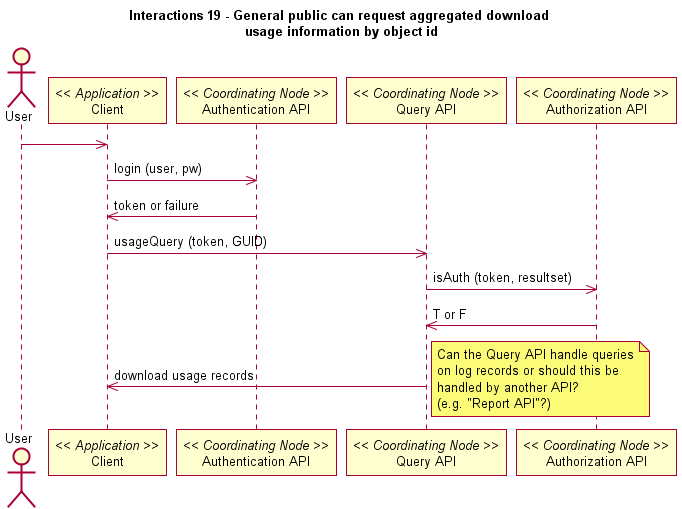 Interactions 19 - General public can request aggregated download
usage information by object id
User
<< Application >>
Client
<< Coordinating Node >>
Authentication API
<< Coordinating Node >>
Query API
<< Coordinating Node >>
Authorization API
login (user, pw)
token or failure
usageQuery (token, GUID)
isAuth (token, resultset)
T or F
Can the Query API handle queries
on log records or should this be
handled by another API?
(e.g. "Report API"?)
download usage records
User
<< Application >>
Client
<< Coordinating Node >>
Authentication API
<< Coordinating Node >>
Query API
<< Coordinating Node >>
Authorization API